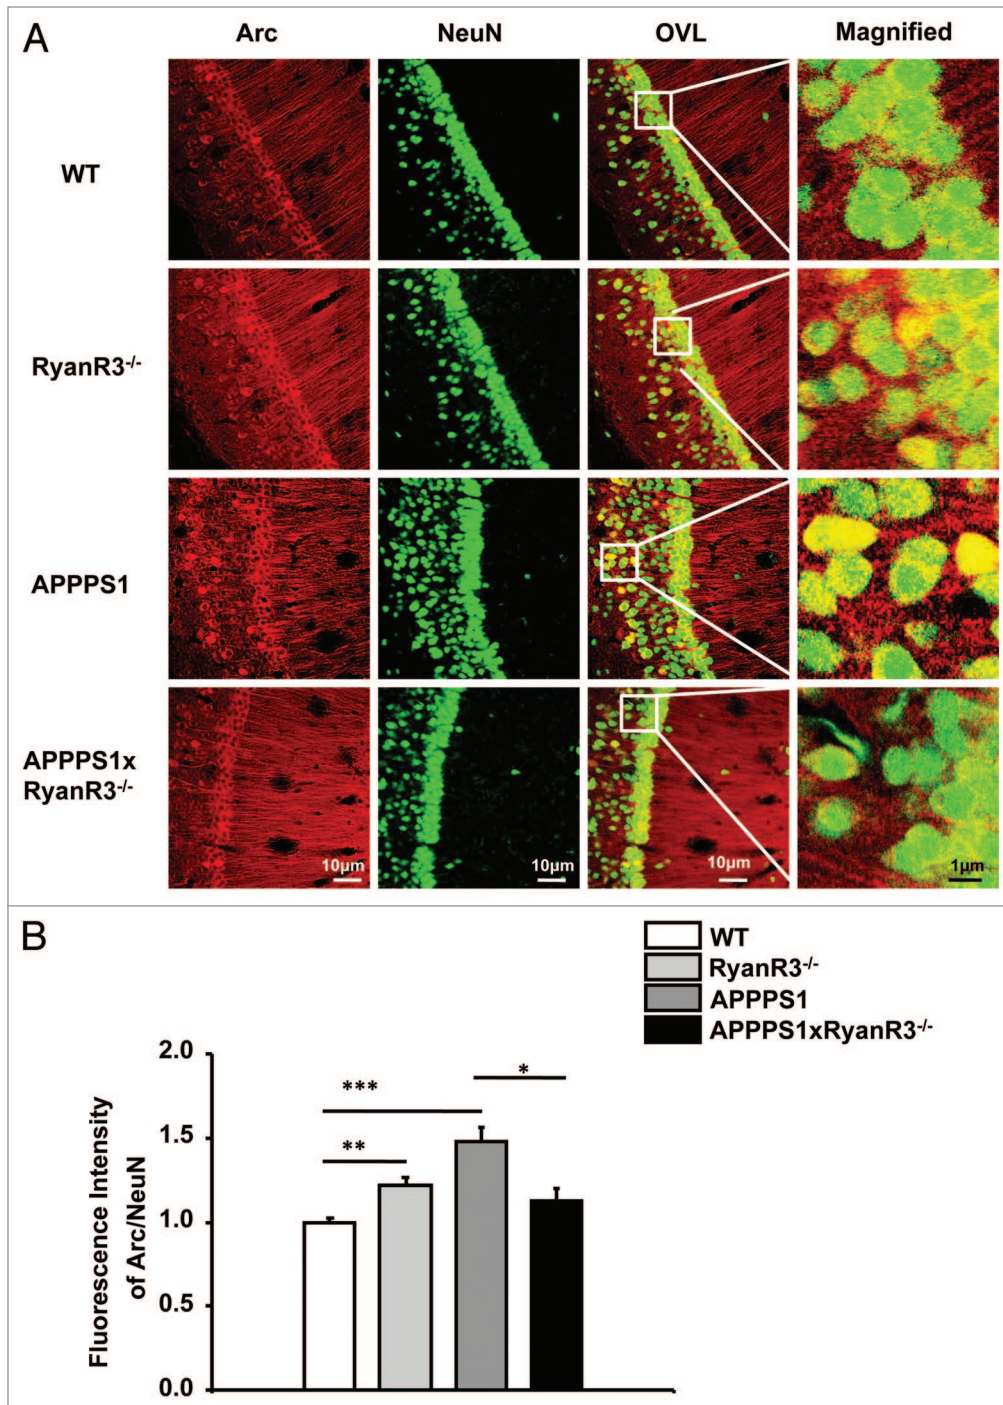 A
Arc NeuN OVL Magnified
WT
RyanR3-/-
APPPS1
APPPS1x
RyanR3-/-
10µm 10µm 10µm 1µm
B
WT
RyanR3-/-
APPPS1
APPPS1xRyanR3-/-
Fluorescence Intensity
of Arc/NeuN
2.0
1.5
1.0
0.5
0.0
***
**
*